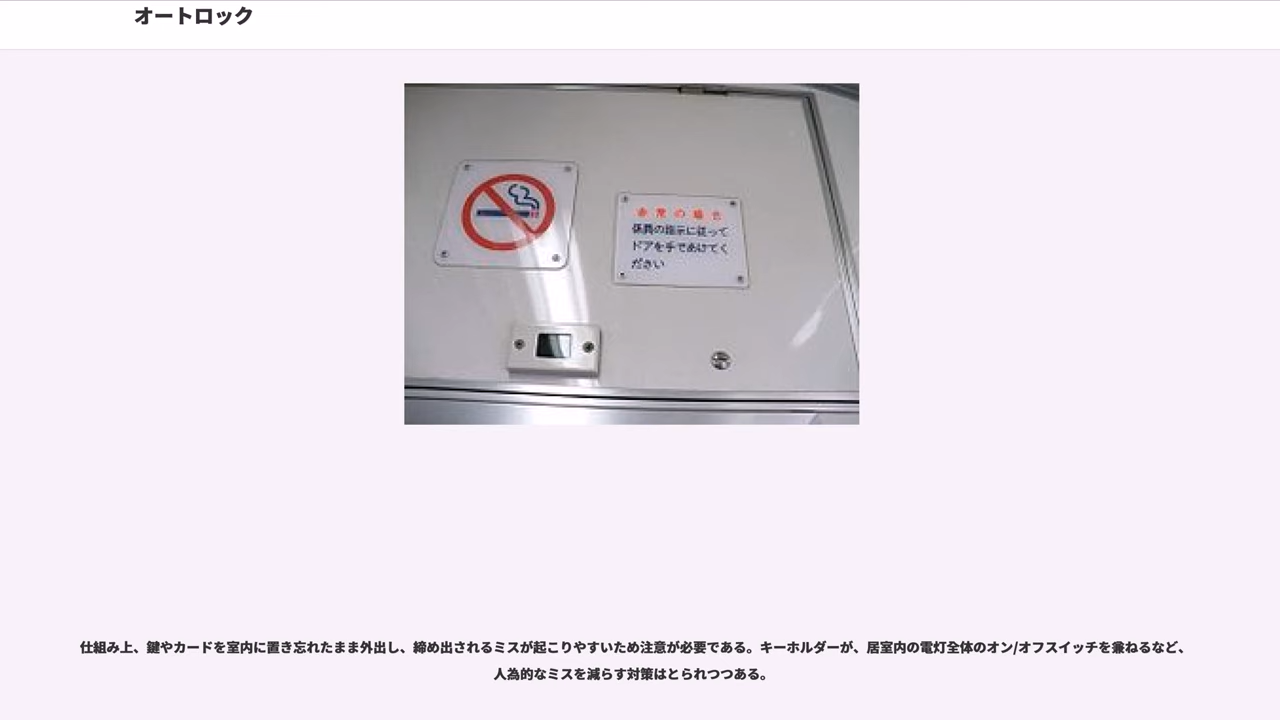 オートロック
非常の場合
係員の指示に従って
ドアを手であけてく
ださい
仕組み上、鍵やカードを室内に置き忘れたまま外出し、締め出されるミスが起こりやすいため注意が必要である。キーホルダーが、居室内の電灯全体のオン/オフスイッチを兼ねるなど、
人為的なミスを減らす対策はとられつつある。